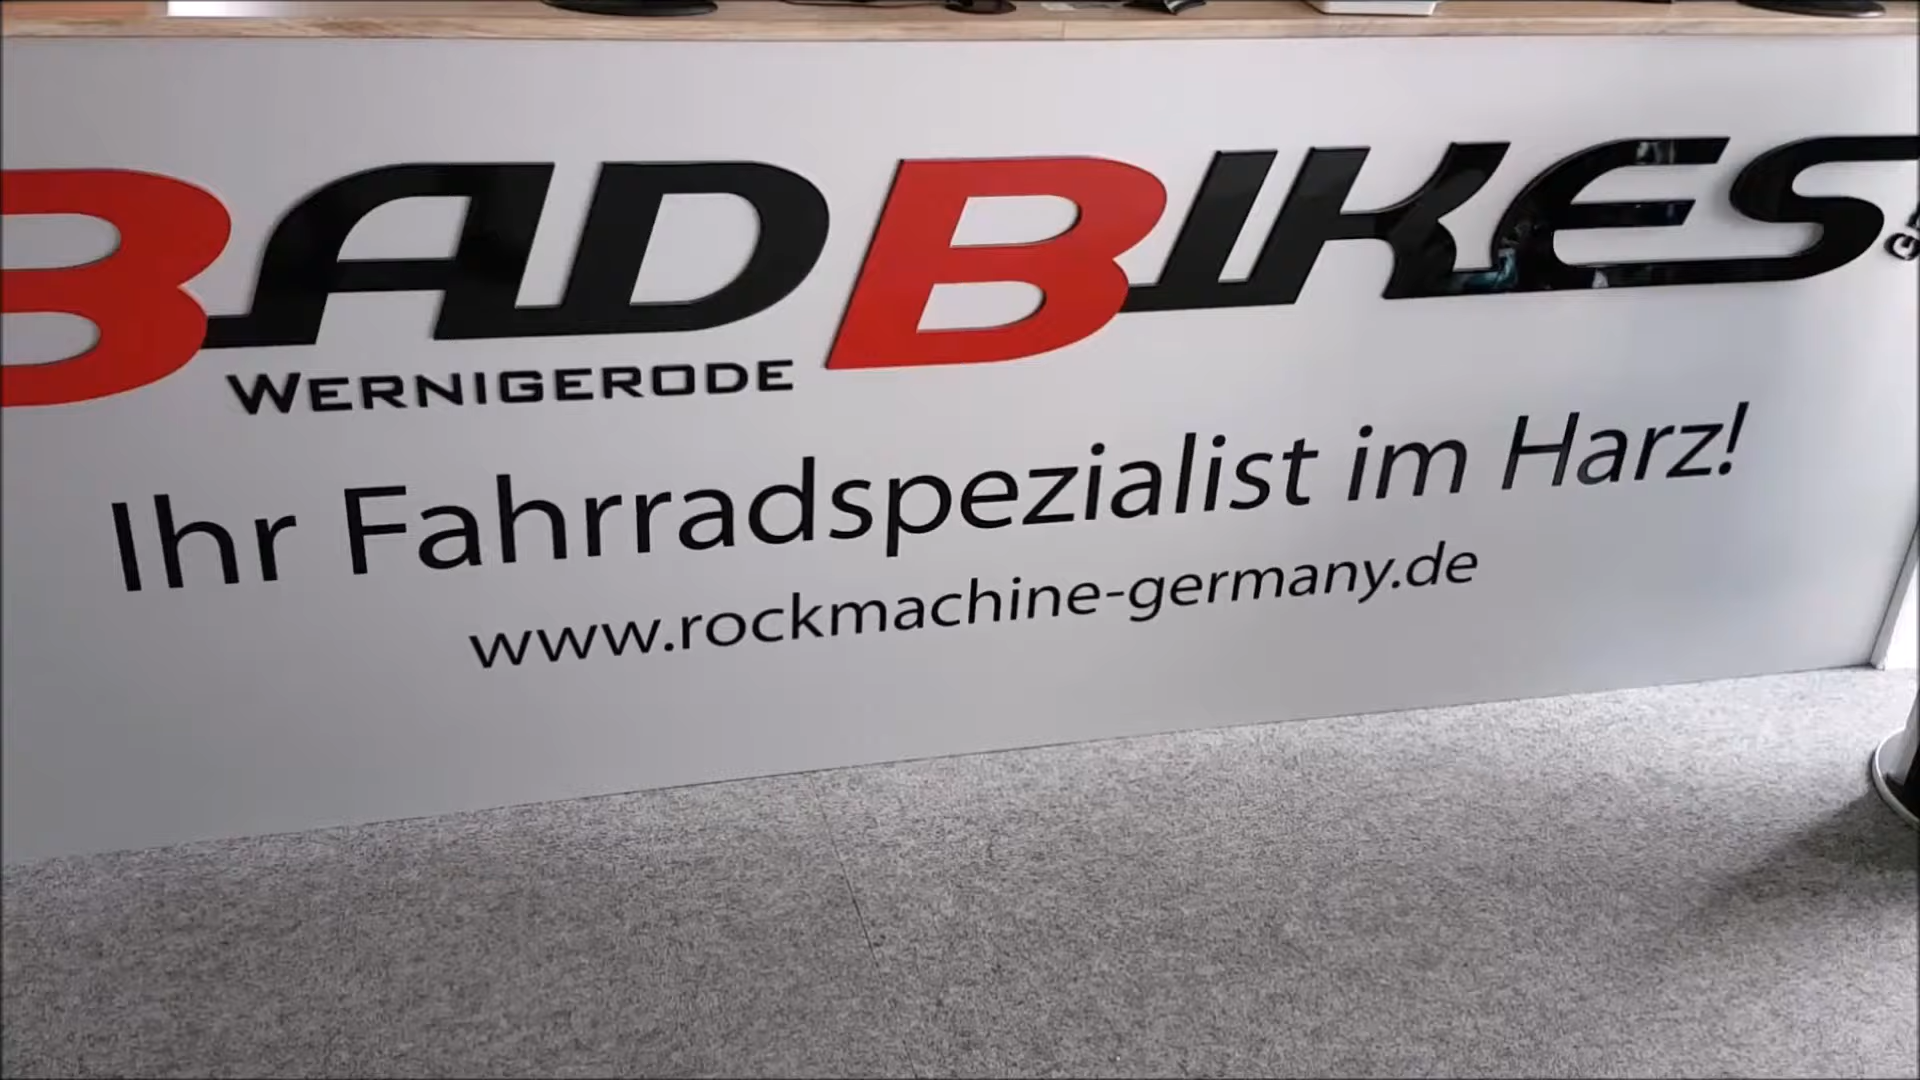 BADBIKES
WERNIGERODE
Ihr Fahrradspezialist im Harz!
www.rockmachine-germany.de